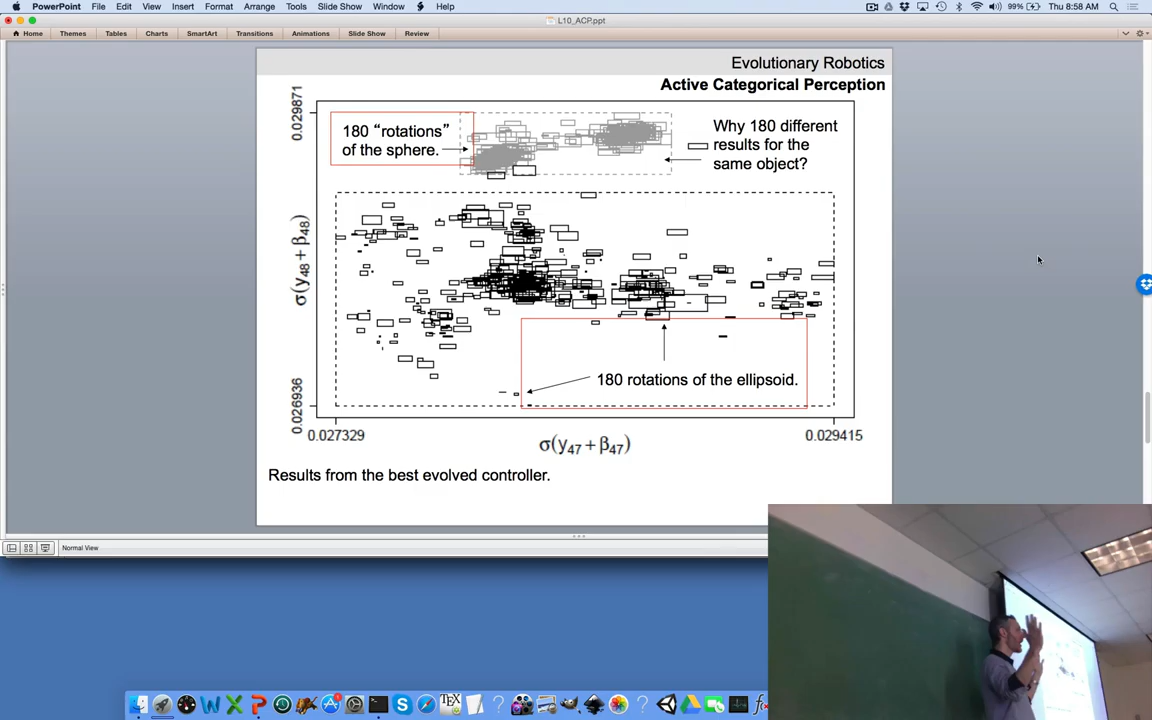 PowerPoint File Edit View Insert Format Arrange Tools Slide Show Window Help
99% Thu 8:58 AM
L10_ACP.ppt
Home Themes Tables Charts SmartArt Transitions Animations Slide Show Review
Evolutionary Robotics
Active Categorical Perception
0.029871
180 “rotations”
of the sphere.
Why 180 different
results for the
same object?
σ(y48 + β48)
180 rotations of the ellipsoid.
0.026936
0.027329
0.029415
σ(y47 + β47)
Results from the best evolved controller.
Normal View
TEX